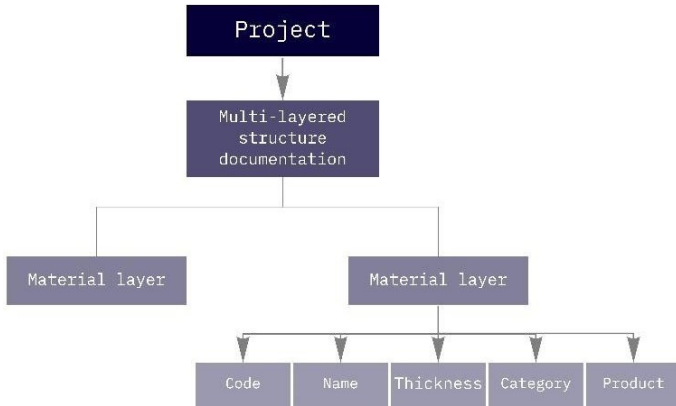 Project
Multi-layered
structure
documentation
Material layer
Material layer
Code
Name
Thickness
Category
Product